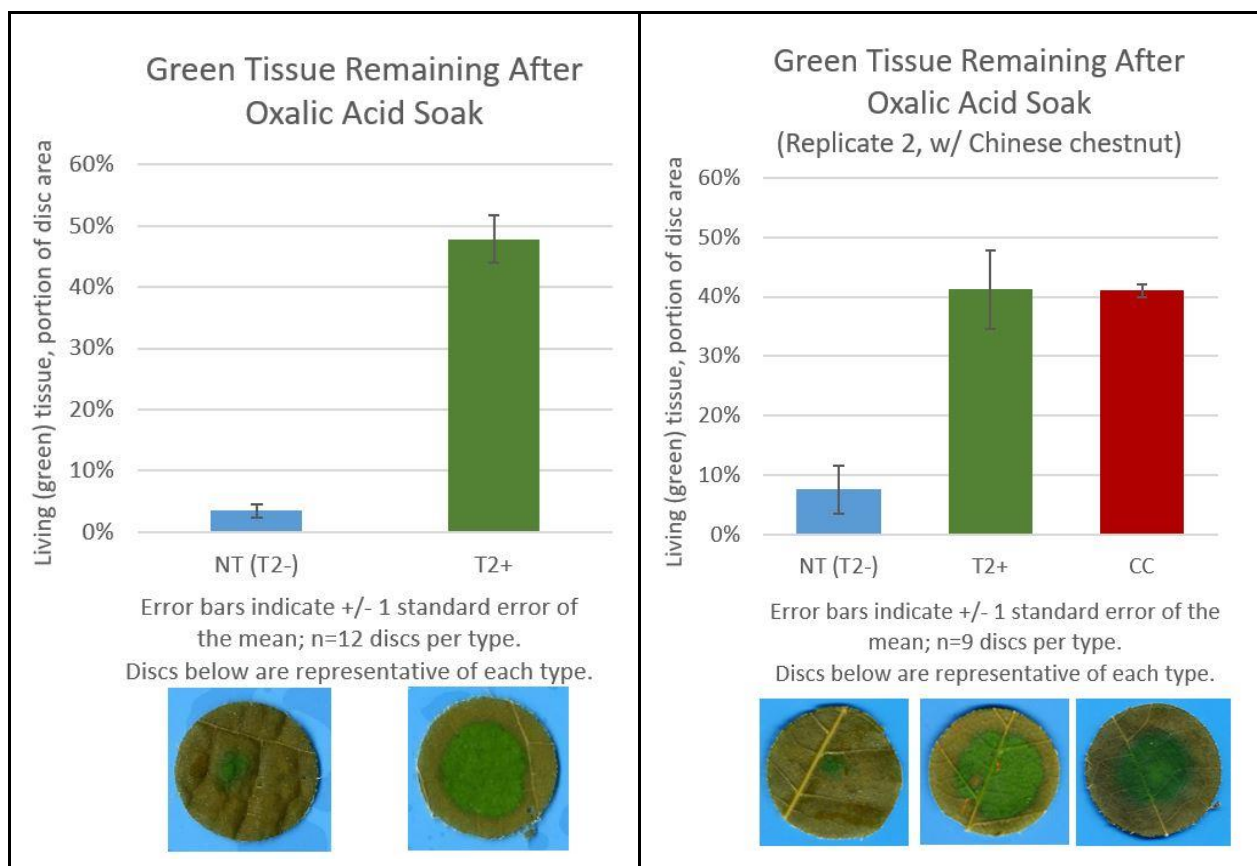 Green Tissue Remaining After
Oxalic Acid Soak
Living (green) tissue, portion of disc area
60%
50%
40%
30%
20%
10%
0%
NT (T2-)
T2+
Error bars indicate +/- 1 standard error of
the mean; n=12 discs per type.
Discs below are representative of each type.
Green Tissue Remaining After
Oxalic Acid Soak
(Replicate 2, w/ Chinese chestnut)
Living (green) tissue, portion of disc area
60%
50%
40%
30%
20%
10%
0%
NT (T2-)
T2+
CC
Error bars indicate +/- 1 standard error of the
mean; n=9 discs per type.
Discs below are representative of each type.